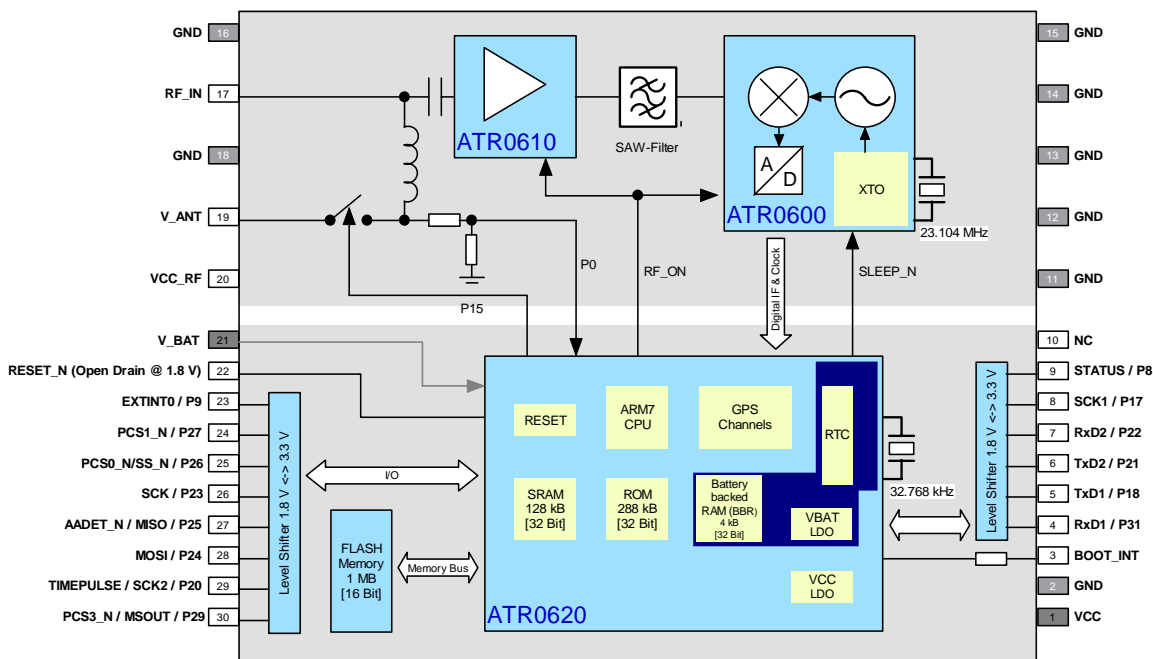 GND 16
15 GND
RF_IN 17
14 GND
ATR0610
SAW-Filter
A
D
XTO
ATR0600
GND 18
13 GND
V_ANT 19
12 GND
23.104 MHz
VCC_RF 20
11 GND
P15
P0
RF_ON
Digital IF & Clock
SLEEP_N
V_BAT 21
10 NC
RESET_N (Open Drain @ 1.8 V) 22
9 STATUS / P8
EXTINT0 / P9 23
8 SCK1 / P17
PCS1_N / P27 24
7 RxD2 / P22
PCS0_N/SS_N / P26 25
6 TxD2 / P21
SCK / P23 26
5 TxD1 / P18
AADET_N / MISO / P25 27
4 RxD1 / P31
MOSI / P24 28
3 BOOT_INT
TIMEPULSE / SCK2 / P20 29
2 GND
PCS3_N / MSOUT / P29 30
1 VCC
Level Shifter 1.8 V <-> 3.3 V
I/O
FLASH
Memory
1 MB
[16 Bit]
Memory Bus
RESET
ARM7
CPU
GPS
Channels
RTC
SRAM
128 kB
[32 Bit]
ROM
288 kB
[32 Bit]
Battery
backed
RAM (BBR)
4 kB
[32 Bit]
VBAT
LDO
VCC
LDO
ATR0620
32.768 kHz
Level Shifter 1.8 V <-> 3.3 V